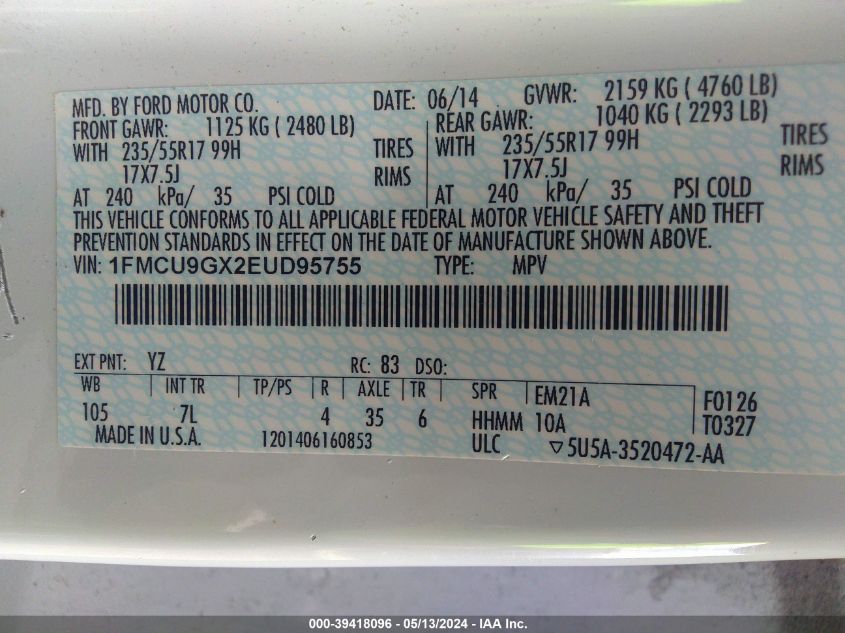 MFD. BY FORD MOTOR CO. DATE: 06/14 GVWR: 2159 KG ( 4760 LB)
FRONT GAWR: 1125 KG ( 2480 LB) REAR GAWR: 1040 KG ( 2293 LB)
WITH 235/55R17 99H TIRES WITH 235/55R17 99H TIRES
17X7.5J RIMS 17X7.5J RIMS
AT 240 kPa/ 35 PSI COLD AT 240 kPa/ 35 PSI COLD
THIS VEHICLE CONFORMS TO ALL APPLICABLE FEDERAL MOTOR VEHICLE SAFETY AND THEFT
PREVENTION STANDARDS IN EFFECT ON THE DATE OF MANUFACTURE SHOWN ABOVE.
VIN: 1FMCU9GX2EUD95755 TYPE: MPV
EXT PNT: YZ RC: 83 DSO:
WB INT TR TP/PS R AXLE TR SPR EM21A F0126
105 7L 4 35 6 HHMM 10A T0327
MADE IN U.S.A. 1201406160853 ULC ▽5U5A-3520472-AA
000-39418096 - 05/13/2024 - IAA Inc.